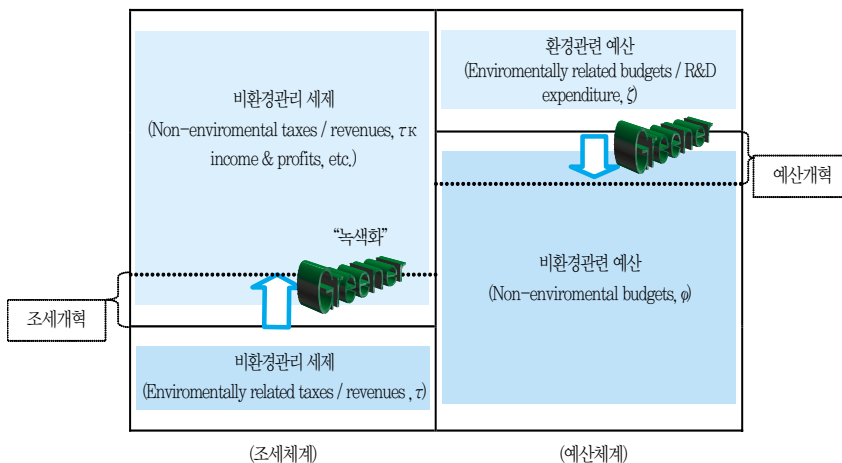 비환경관리 세제
(Non-enviromental taxes / revenues, τκ
income & profits, etc.)
“녹색화”
Greener
조세개혁
비환경관리 세제
(Enviromentally related taxes / revenues , τ)
(조세체계)
환경관련 예산
(Enviromentally related budgets / R&D
expenditure, ζ)
Greener
예산개혁
비환경관련 예산
(Non-enviromental budgets, φ)
(예산체계)